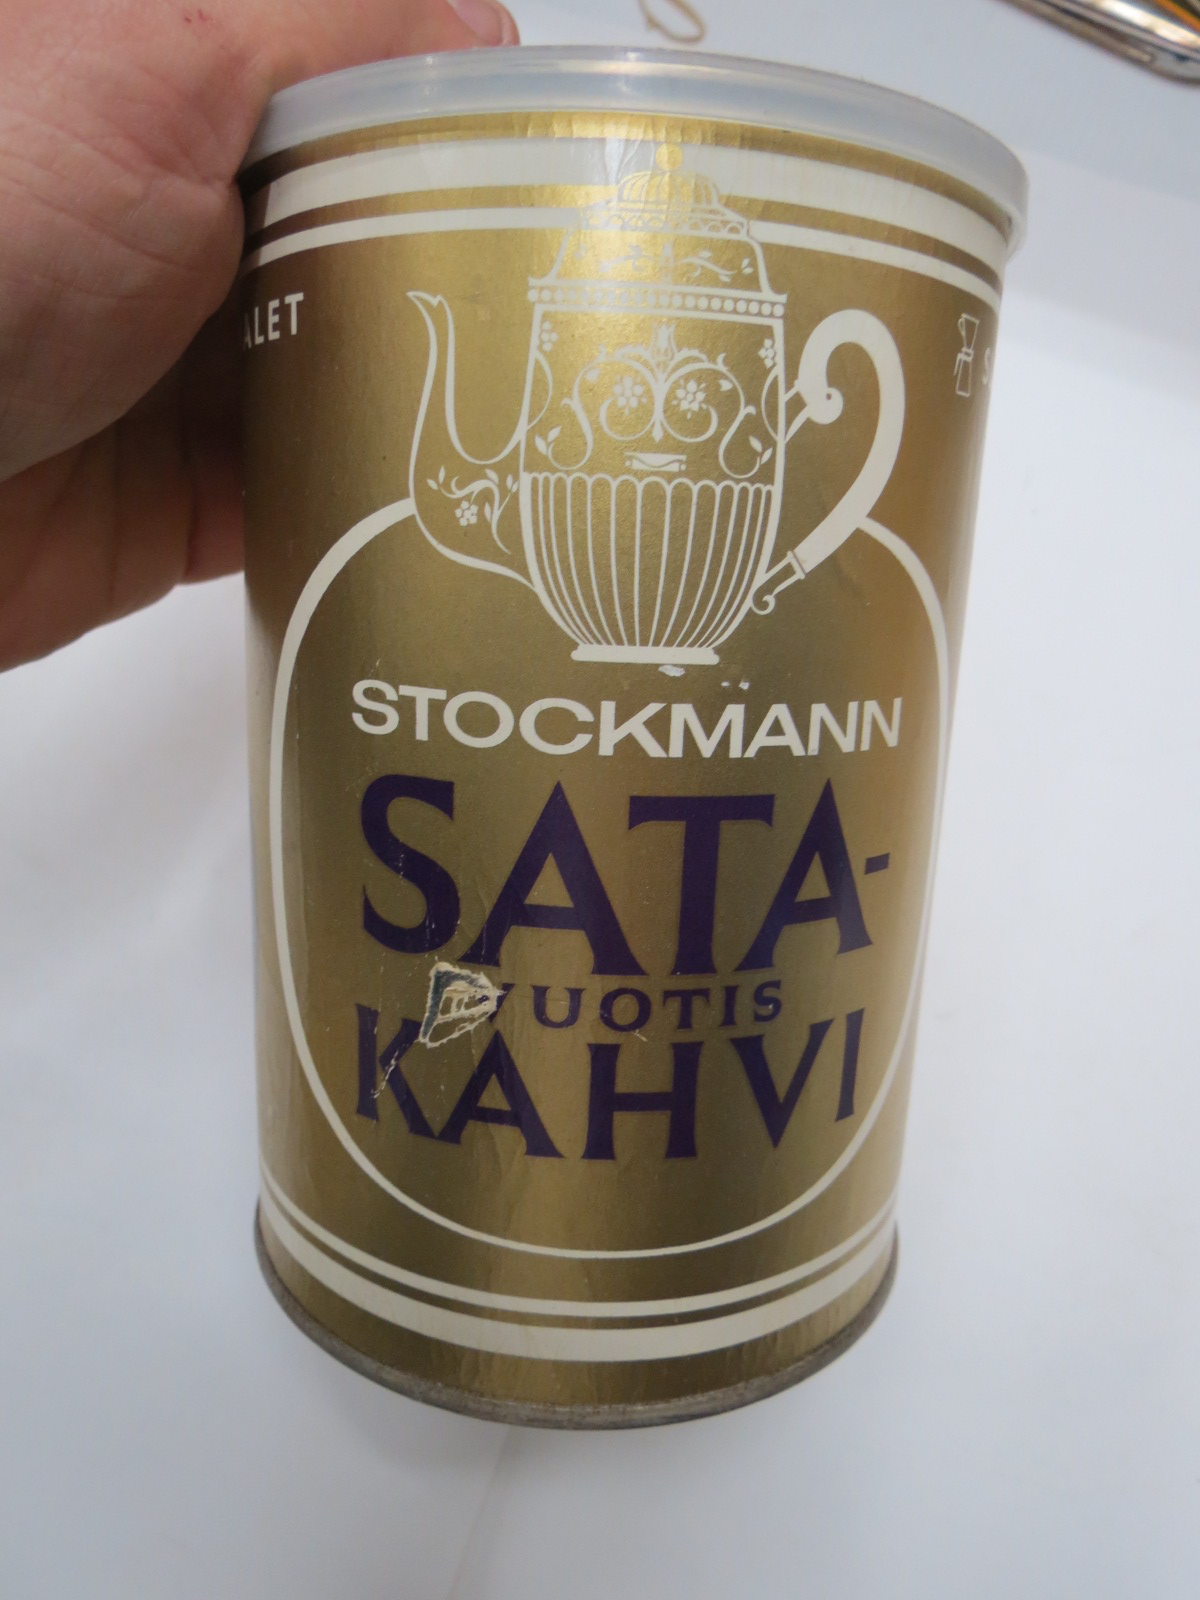 STOCKMANN
SATA-
VUOTIS
KAHVI